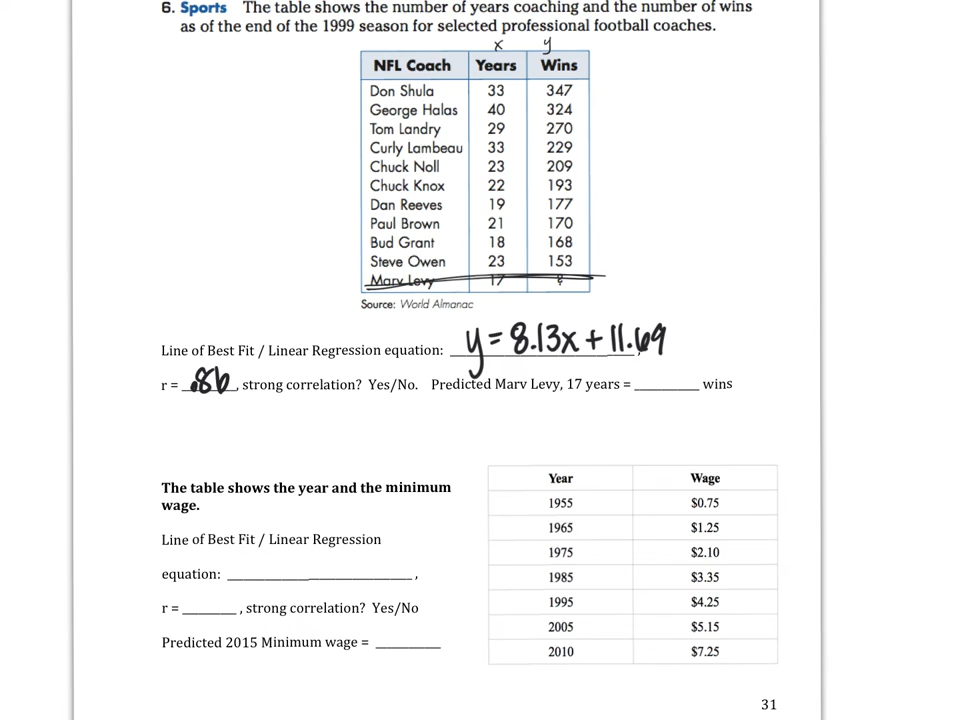 6. Sports The table shows the number of years coaching and the number of wins
as of the end of the 1999 season for selected professional football coaches.
x y
NFL Coach Years Wins
Don Shula 33 347
George Halas 40 324
Tom Landry 29 270
Curly Lambeau 33 229
Chuck Noll 23 209
Chuck Knox 22 193
Dan Reeves 19 177
Paul Brown 21 170
Bud Grant 18 168
Steve Owen 23 153
Marv Levy 17 ?
Source: World Almanac
Line of Best Fit / Linear Regression equation: y = 8.13x + 11.69,
r = .86, strong correlation? Yes/No. Predicted Marv Levy, 17 years = __________ wins
The table shows the year and the minimum
wage.
Line of Best Fit / Linear Regression
equation: ______________________________,
r = ________, strong correlation? Yes/No
Predicted 2015 Minimum wage = __________
Year Wage
1955 $0.75
1965 $1.25
1975 $2.10
1985 $3.35
1995 $4.25
2005 $5.15
2010 $7.25
31